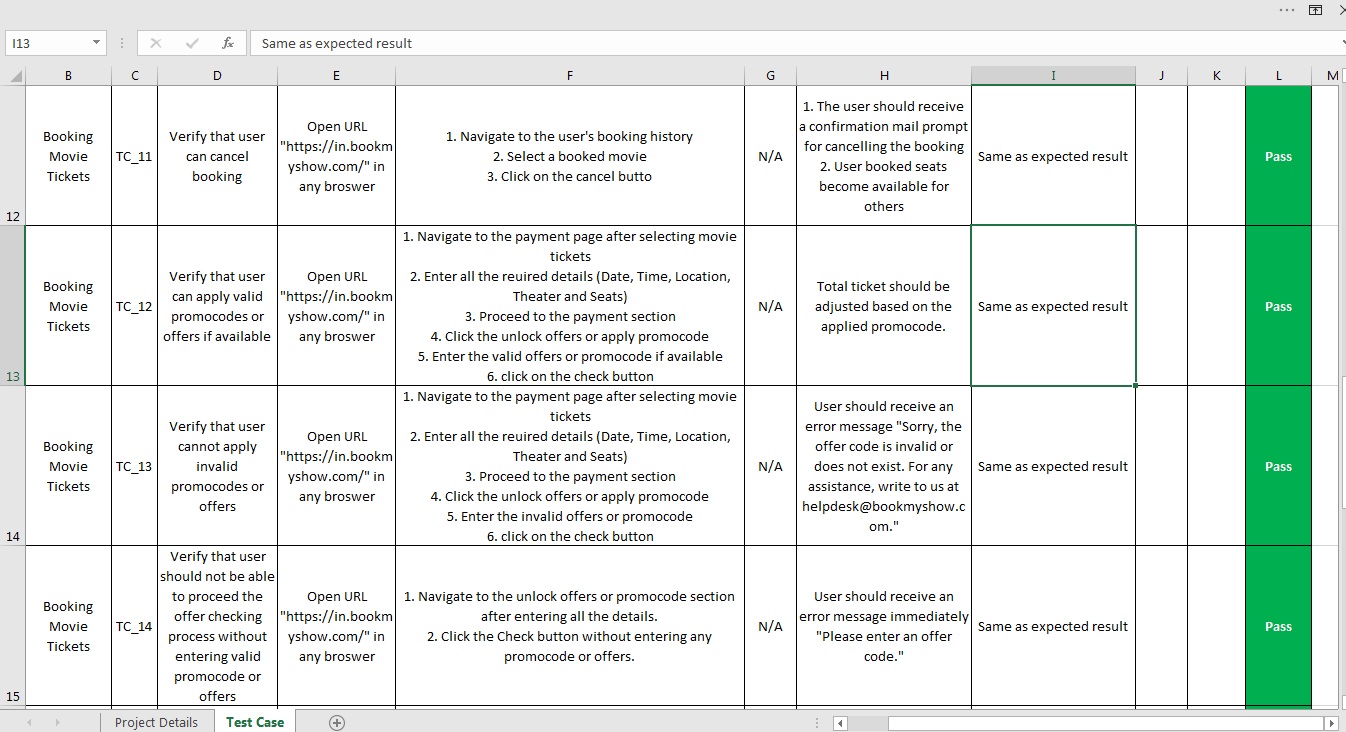 I13
fx
Same as expected result
B C D E F G H I J K L M
12
Booking
Movie
Tickets
TC_11
Verify that user
can cancel
booking
Open URL
"https://in.bookm
yshow.com/" in
any broswer
1. Navigate to the user's booking history
2. Select a booked movie
3. Click on the cancel butto
N/A
1. The user should receive
a confirmation mail prompt
for cancelling the booking
2. User booked seats
become available for
others
Same as expected result
Pass
13
Booking
Movie
Tickets
TC_12
Verify that user
can apply valid
promocodes or
offers if available
Open URL
"https://in.bookm
yshow.com/" in
any broswer
1. Navigate to the payment page after selecting movie
tickets
2. Enter all the reuired details (Date, Time, Location,
Theater and Seats)
3. Proceed to the payment section
4. Click the unlock offers or apply promocode
5. Enter the valid offers or promocode if available
6. click on the check button
N/A
Total ticket should be
adjusted based on the
applied promocode.
Same as expected result
Pass
14
Booking
Movie
Tickets
TC_13
Verify that user
cannot apply
invalid
promocodes or
offers
Open URL
"https://in.bookm
yshow.com/" in
any broswer
1. Navigate to the payment page after selecting movie
tickets
2. Enter all the reuired details (Date, Time, Location,
Theater and Seats)
3. Proceed to the payment section
4. Click the unlock offers or apply promocode
5. Enter the invalid offers or promocode
6. click on the check button
N/A
User should receive an
error message "Sorry, the
offer code is invalid or
does not exist. For any
assistance, write to us at
helpdesk@bookmyshow.c
om."
Same as expected result
Pass
15
Booking
Movie
Tickets
TC_14
Verify that user
should not be able
to proceed the
offer checking
process without
entering valid
promocode or
offers
Open URL
"https://in.bookm
yshow.com/" in
any broswer
1. Navigate to the unlock offers or promocode section
after entering all the details.
2. Click the Check button without entering any
promocode or offers.
N/A
User should receive an
error message immediately
"Please enter an offer
code."
Same as expected result
Pass
Project Details
Test Case